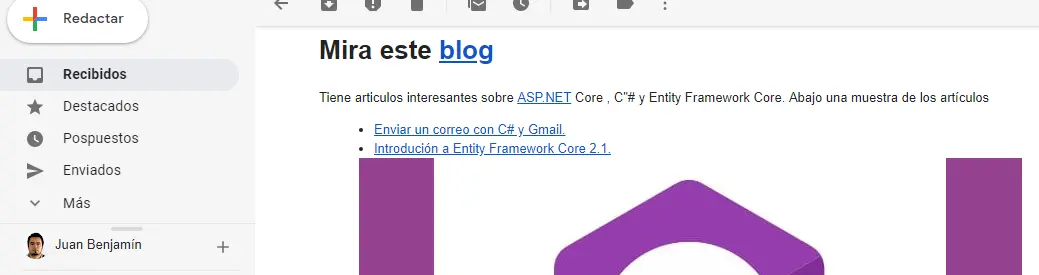 Redactar
Recibidos
Destacados
Pospuestos
Enviados
Más
Juan Benjamín
Mira este blog
Tiene articulos interesantes sobre ASP.NET Core , C"# y Entity Framework Core. Abajo una muestra de los artículos
Enviar un correo con C# y Gmail.
Introdución a Entity Framework Core 2.1.